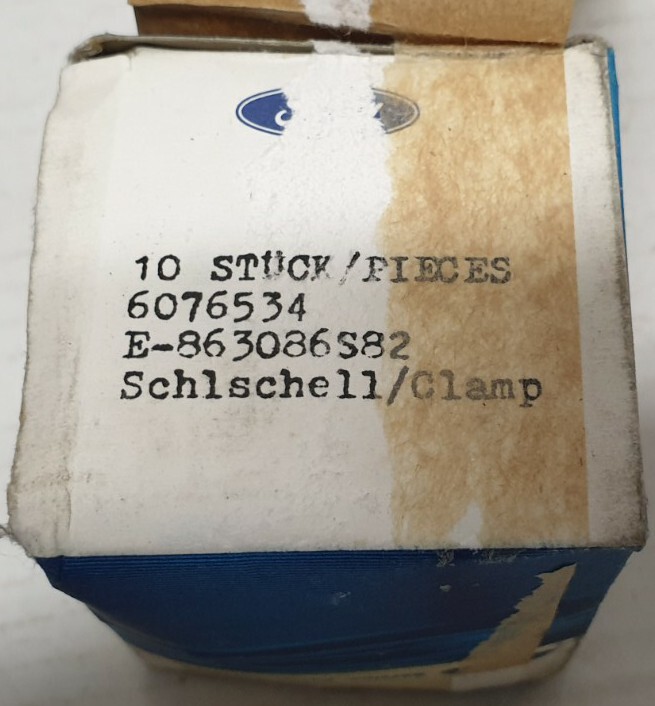 10 STÜCK/PIECES
6076534
E-863086S82
Schlschell/Clamp